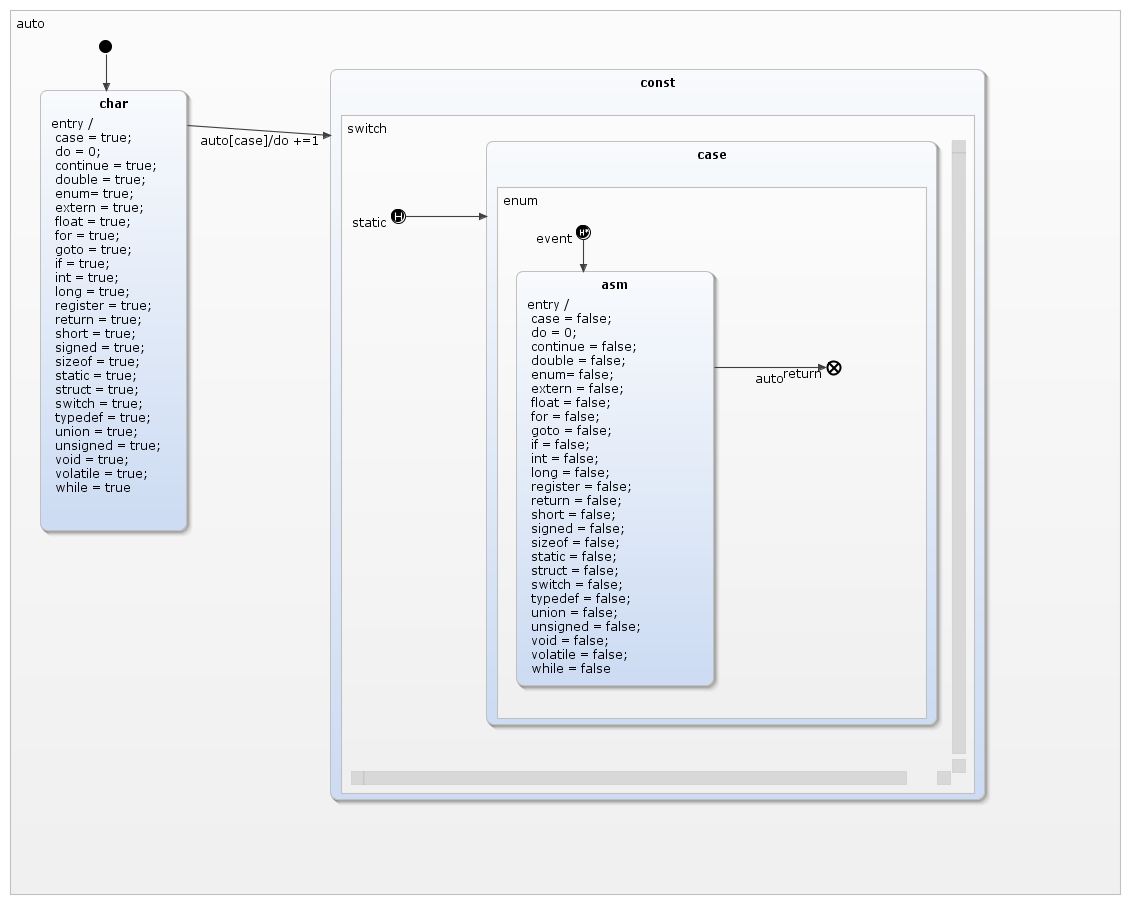 auto
char
entry /
case = true;
do = 0;
continue = true;
double = true;
enum= true;
extern = true;
float = true;
for = true;
goto = true;
if = true;
int = true;
long = true;
register = true;
return = true;
short = true;
signed = true;
sizeof = true;
static = true;
struct = true;
switch = true;
typedef = true;
union = true;
unsigned = true;
void = true;
volatile = true;
while = true
auto[case]/do +=1
const
switch
static
H
case
enum
event
H*
asm
entry /
case = false;
do = 0;
continue = false;
double = false;
enum= false;
extern = false;
float = false;
for = false;
goto = false;
if = false;
int = false;
long = false;
register = false;
return = false;
short = false;
signed = false;
sizeof = false;
static = false;
struct = false;
switch = false;
typedef = false;
union = false;
unsigned = false;
void = false;
volatile = false;
while = false
auto
return